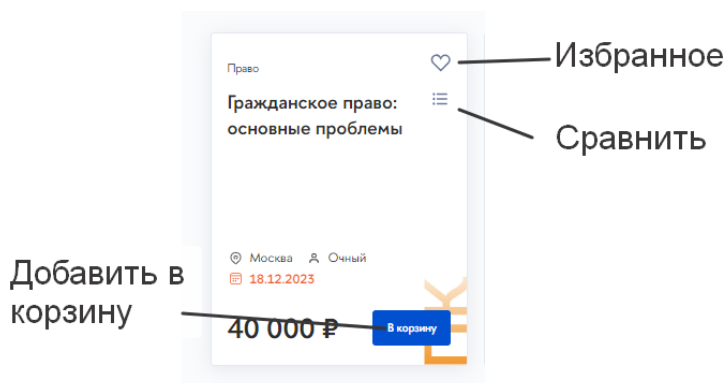 Избранное
Право
Гражданское право:
основные проблемы
Сравнить
Москва Очный
18.12.2023
Добавить в
корзину
40 000 ₽
В корзину